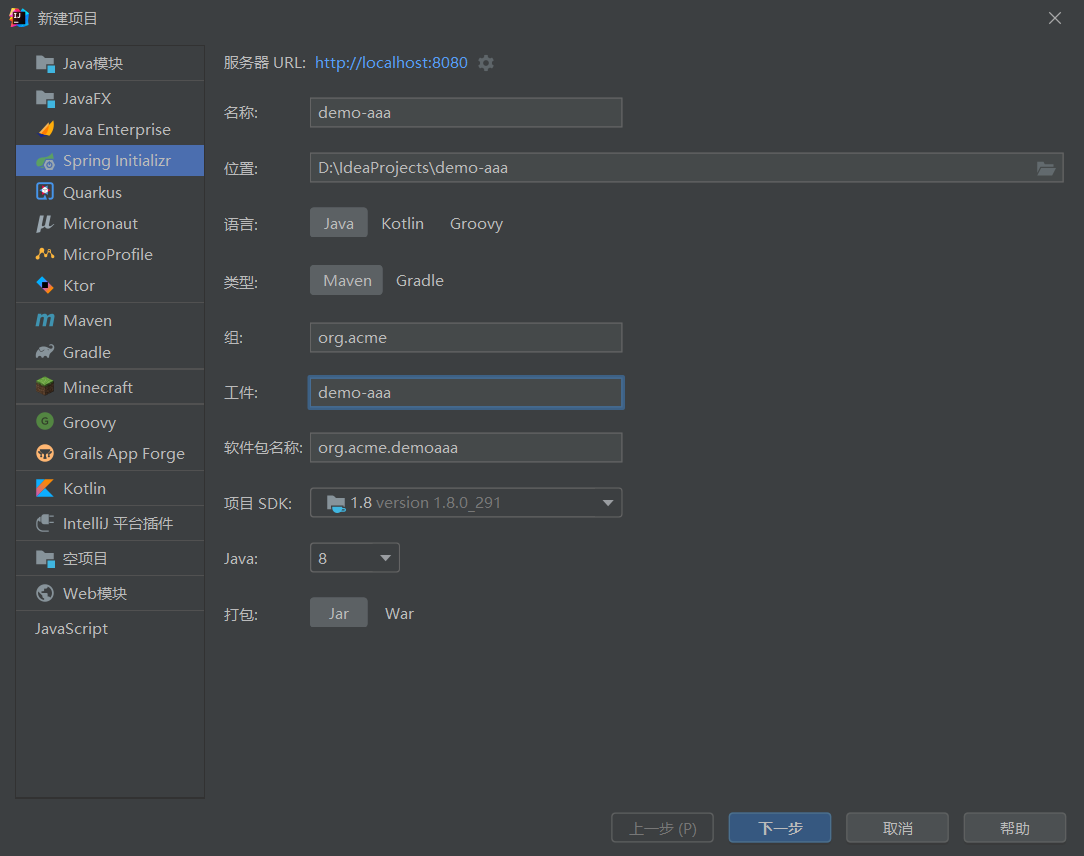 新建项目
Java模块
JavaFX
Java Enterprise
Spring Initializr
Quarkus
Micronaut
MicroProfile
Ktor
Maven
Gradle
Minecraft
Groovy
Grails App Forge
Kotlin
IntelliJ 平台插件
空项目
Web模块
JavaScript
服务器 URL: http://localhost:8080
名称: demo-aaa
位置: D:\IdeaProjects\demo-aaa
语言: Java Kotlin Groovy
类型: Maven Gradle
组: org.acme
工件: demo-aaa
软件包名称: org.acme.demoaaa
项目 SDK: 1.8 version 1.8.0_291
Java: 8
打包: Jar War
上一步 (P) 下一步 取消 帮助